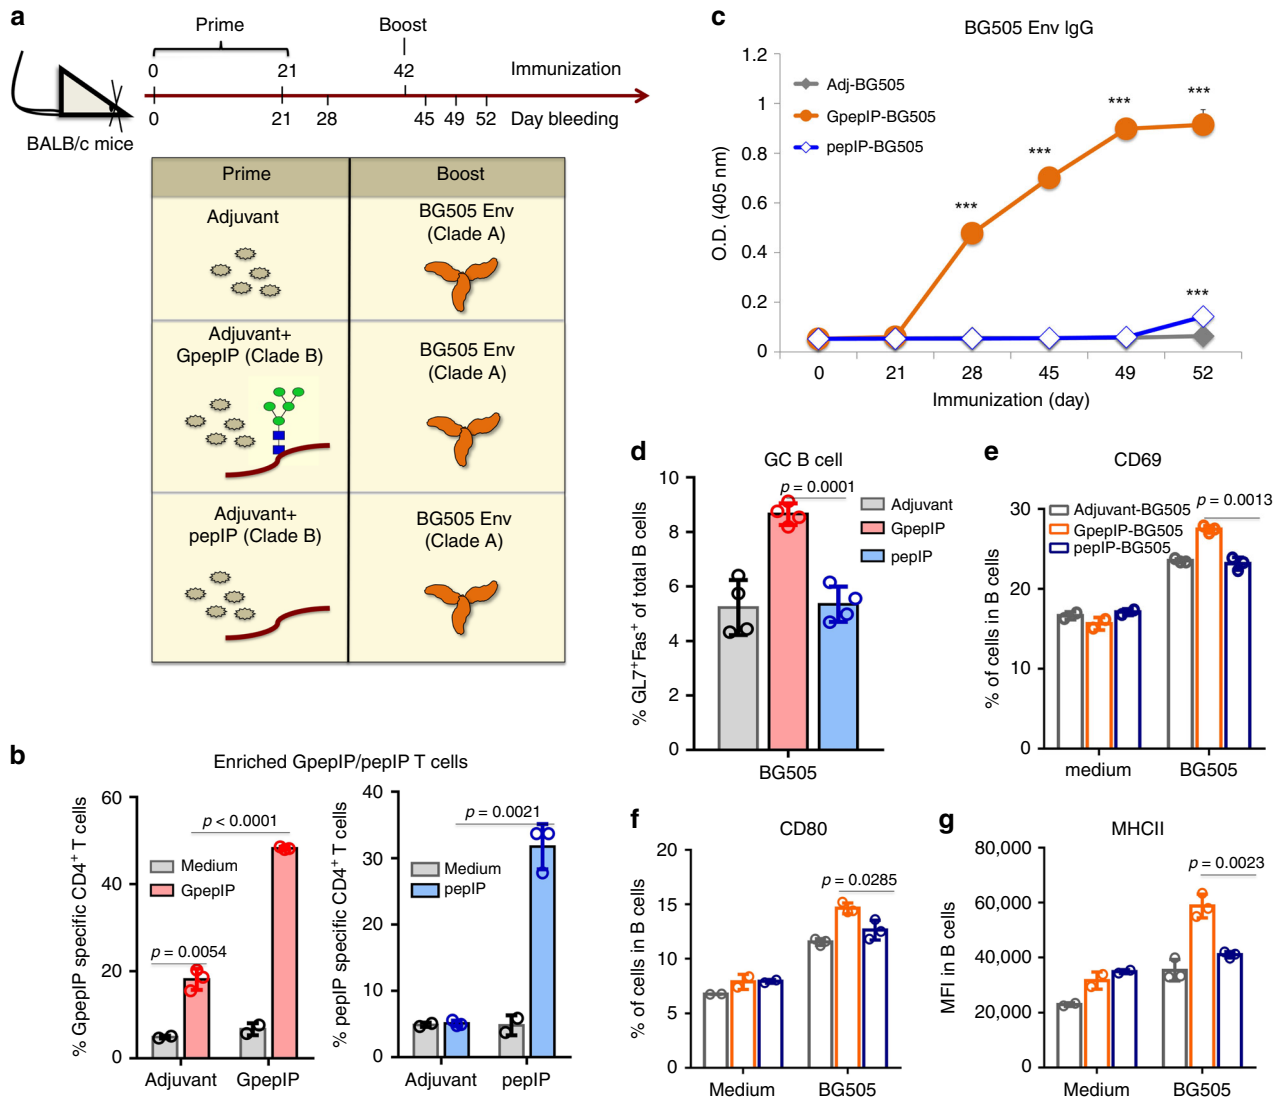 a
Prime
Boost
0
21
42
Immunization
21
28
45
49
52
Day bleeding
BALB/c mice
Prime
Boost
Adjuvant
BG505 Env
(Clade A)
Adjuvant+
GpepIP (Clade B)
BG505 Env
(Clade A)
Adjuvant+
pepIP (Clade B)
BG505 Env
(Clade A)
b
Enriched GpepIP/pepIP T cells
% GpepIP specific CD4+ T cells
60
40
20
0
p < 0.0001
Medium
GpepIP
p = 0.0054
Adjuvant
GpepIP
% pepIP specific CD4+ T cells
40
30
20
10
0
p = 0.0021
Medium
pepIP
Adjuvant
pepIP
c
BG505 Env IgG
O.D. (405 nm)
1.2
1
0.8
0.6
0.4
0.2
0
Adj-BG505
GpepIP-BG505
pepIP-BG505
***
***
***
***
***
0
21
28
45
49
52
Immunization (day)
d
GC B cell
% GL7+Fas+ of total B cells
10
8
6
4
2
0
p = 0.0001
Adjuvant
GpepIP
pepIP
BG505
e
CD69
% of cells in B cells
30
20
10
0
p = 0.0013
Adjuvant-BG505
GpepIP-BG505
pepIP-BG505
medium
BG505
f
CD80
% of cells in B cells
20
15
10
5
0
p = 0.0285
Medium
BG505
g
MHCII
MFI in B cells
80,000
60,000
40,000
20,000
0
p = 0.0023
Medium
BG505